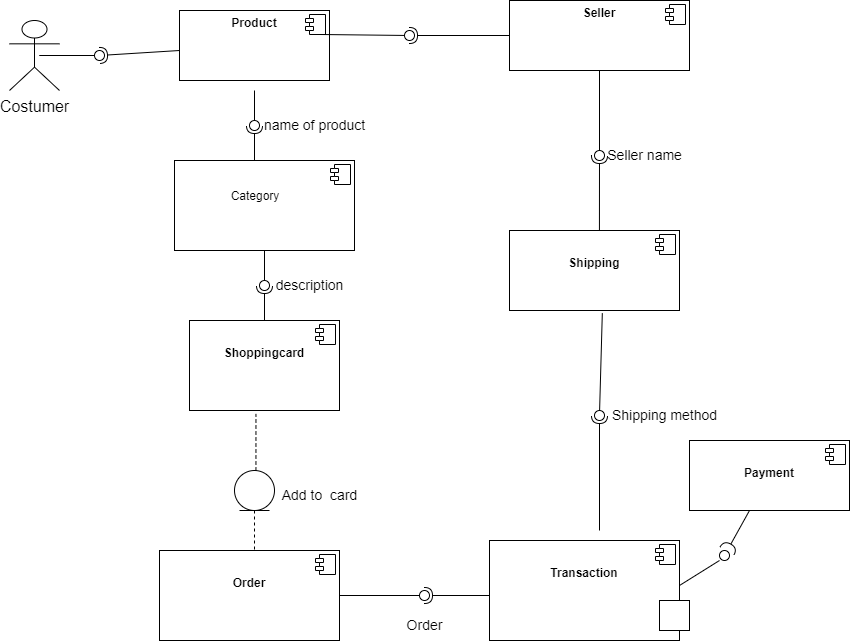 Product
Seller
Costumer
name of product
Seller name
Category
Shipping
description
Shoppingcard
Shipping method
Payment
Add to  card
Order
Transaction
Order